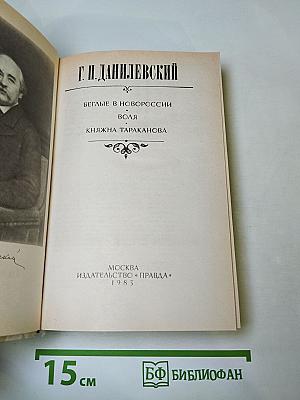 Г. П. ДАНИЛЕВСКИЙ
БЕГЛЫЕ В НОВОРОССИИ
ВОЛЯ
КНЯЖНА ТАРАКАНОВА
МОСКВА
ИЗДАТЕЛЬСТВО «ПРАВДА»
1983
15 см
БФ БИБЛИОФАН